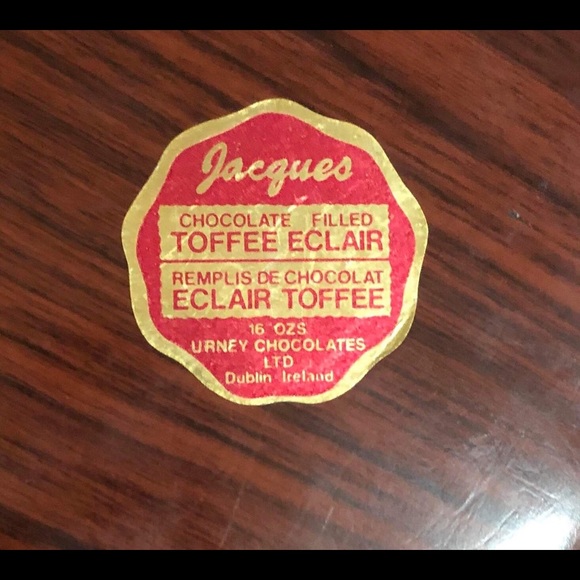 Jacques
CHOCOLATE FILLED
TOFFEE ECLAIR
REMPLIS DE CHOCOLAT
ECLAIR TOFFEE
16 OZS
URNEY CHOCOLATES
LTD
Dublin Ireland